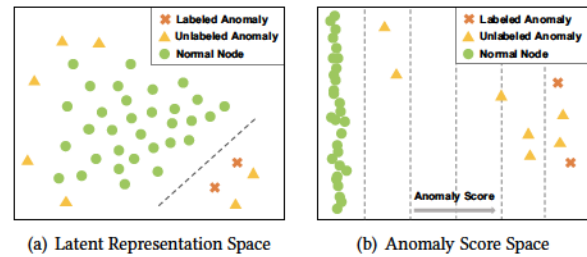 Labeled Anomaly
Unlabeled Anomaly
Normal Node
(a) Latent Representation Space
Labeled Anomaly
Unlabeled Anomaly
Normal Node
Anomaly Score
(b) Anomaly Score Space